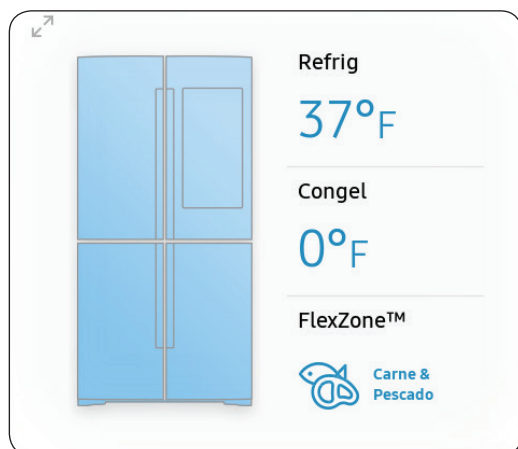 Refrig
37°F
Congel
0°F
FlexZone™
Carne &
Pescado